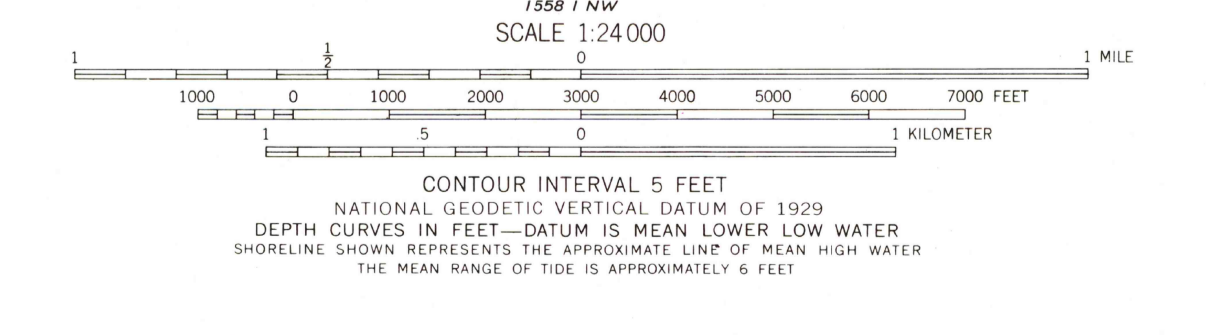 1558 I NW
SCALE 1:24 000
1 1/2 0 1 MILE
1000 0 1000 2000 3000 4000 5000 6000 7000 FEET
1 .5 0 1 KILOMETER
CONTOUR INTERVAL 5 FEET
NATIONAL GEODETIC VERTICAL DATUM OF 1929
DEPTH CURVES IN FEET—DATUM IS MEAN LOWER LOW WATER
SHORELINE SHOWN REPRESENTS THE APPROXIMATE LINE OF MEAN HIGH WATER
THE MEAN RANGE OF TIDE IS APPROXIMATELY 6 FEET